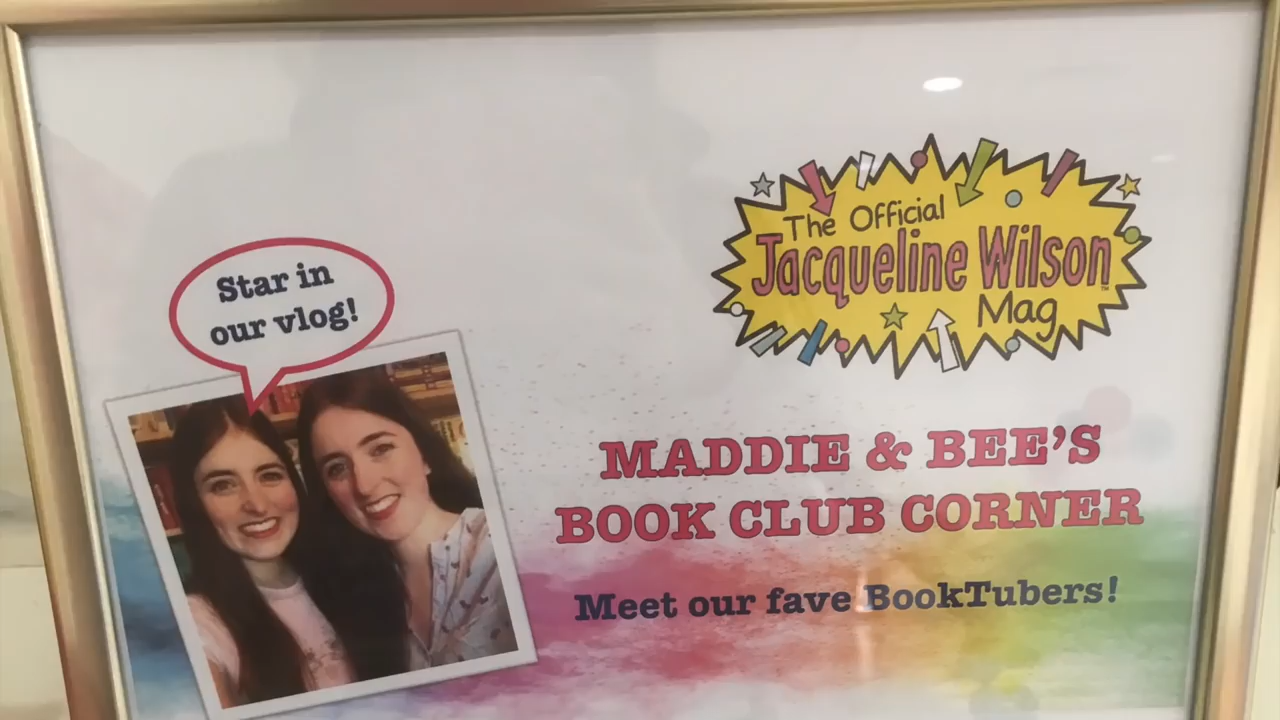 The Official
Jacqueline Wilson
Mag
Star in
our vlog!
MADDIE & BEE'S
BOOK CLUB CORNER
Meet our fave BookTubers!